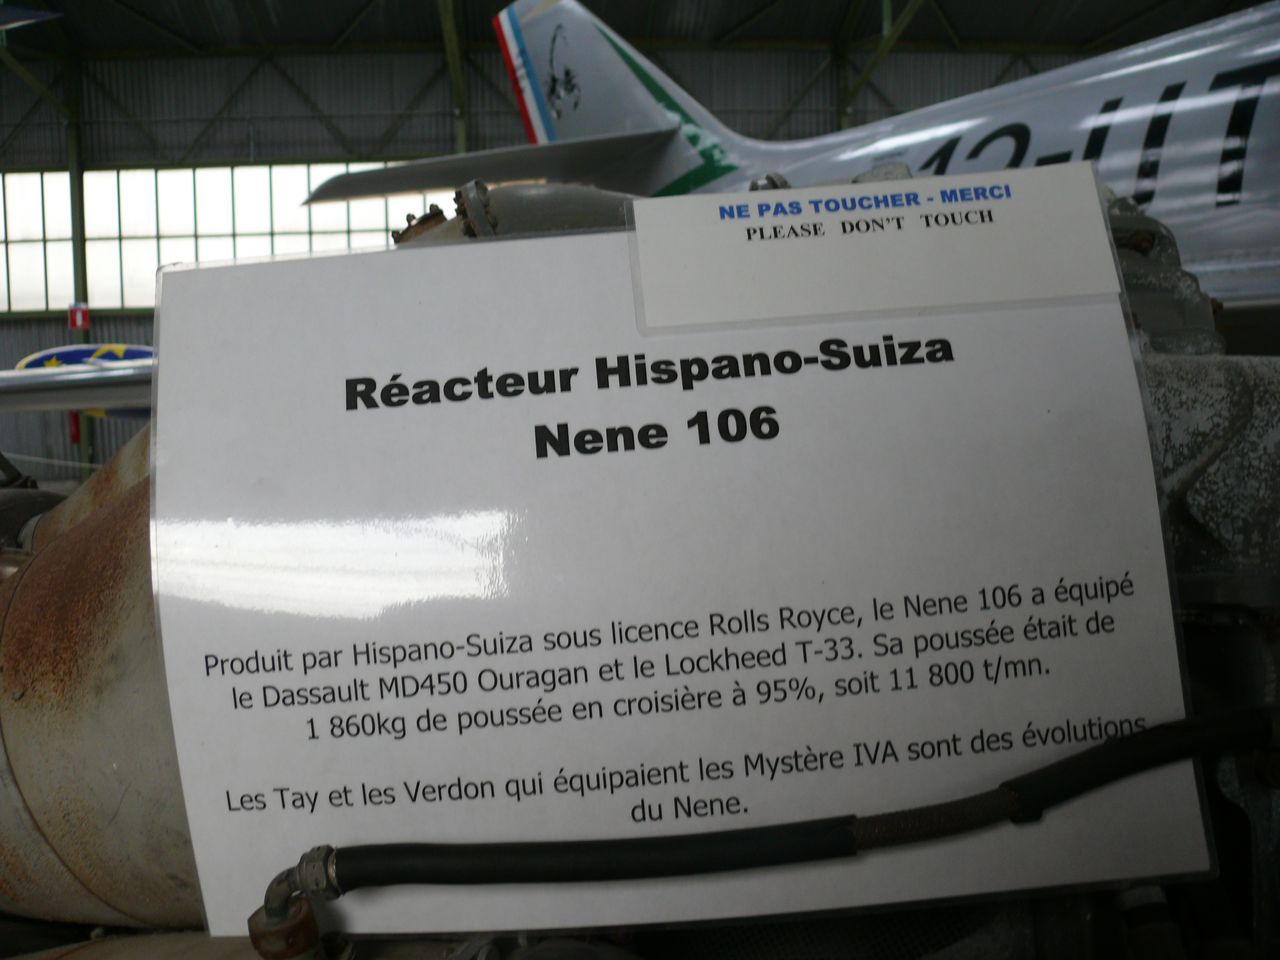 NE PAS TOUCHER - MERCI
PLEASE DON'T TOUCH
Réacteur Hispano-Suiza
Nene 106
Produit par Hispano-Suiza sous licence Rolls Royce, le Nene 106 a équipé
le Dassault MD450 Ouragan et le Lockheed T-33. Sa poussée était de
1 860kg de poussée en croisière à 95%, soit 11 800 t/mn.
Les Tay et les Verdon qui équipaient les Mystère IVA sont des évolutions
du Nene.